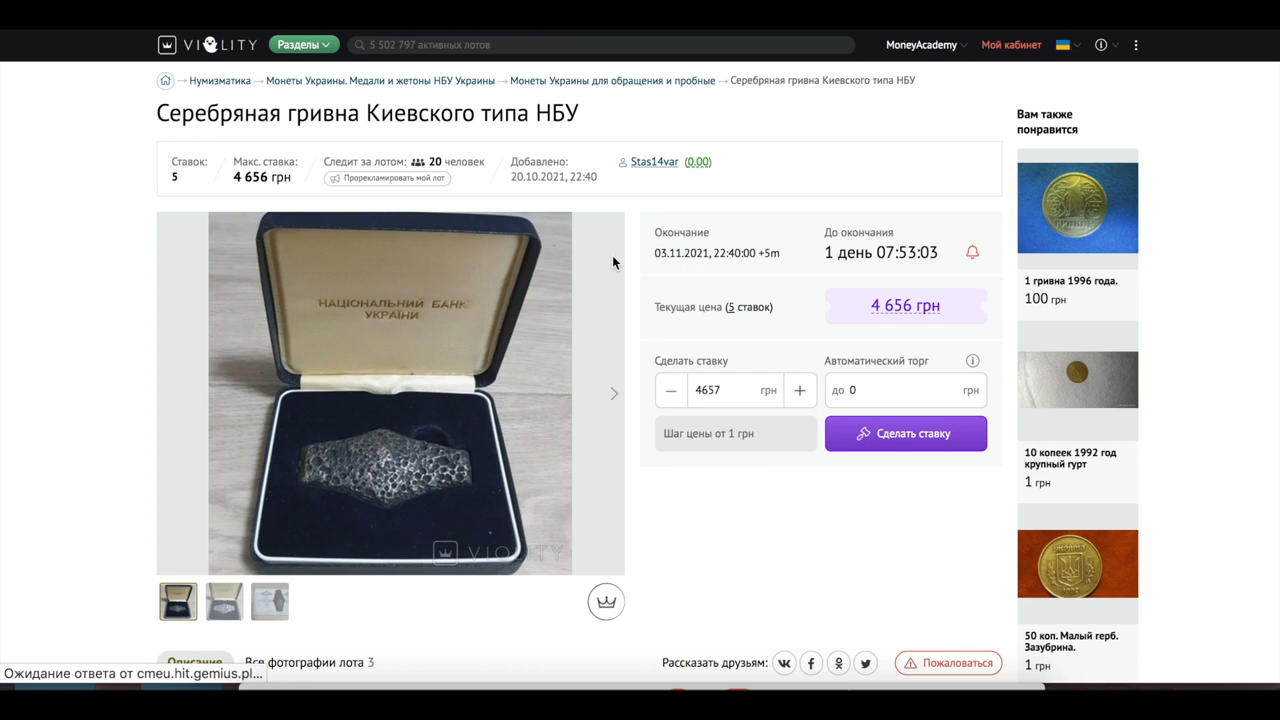 VIOLITY
Разделы
5 502 797 активных лотов
MoneyAcademy
Мой кабинет
Нумизматика → Монеты Украины. Медали и жетоны НБУ Украины → Монеты Украины для обращения и пробные → Серебряная гривна Киевского типа НБУ
Серебряная гривна Киевского типа НБУ
Ставок:
5
Макс. ставка:
4 656 грн
Следит за лотом: 20 человек
Прорекламировать мой лот
Добавлено:
20.10.2021, 22:40
Stas14var (0.00)
НАЦІОНАЛЬНИЙ БАНК
УКРАЇНИ
VIOLITY
Окончание
03.11.2021, 22:40:00 +5m
До окончания
1 день 07:53:03
Текущая цена (5 ставок)
4 656 грн
Сделать ставку
— 4657 грн +
Автоматический торг
до 0 грн
Шаг цены от 1 грн
Сделать ставку
Вам также
понравится
1 гривна 1996 года.
100 грн
10 копеек 1992 год
крупный гурт
1 грн
50 коп. Малый герб.
Зазубрина.
1 грн
Описание
Все фотографии лота 3
Рассказать друзьям:
Пожаловаться
Ожидание ответа от cmeu.hit.gemius.pl...